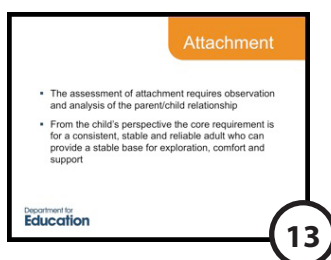 Attachment
▪ The assessment of attachment requires observation
and analysis of the parent/child relationship
▪ From the child's perspective the core requirement is
for a consistent, stable and reliable adult who can
provide a stable base for exploration, comfort and
support
Department for
Education
13